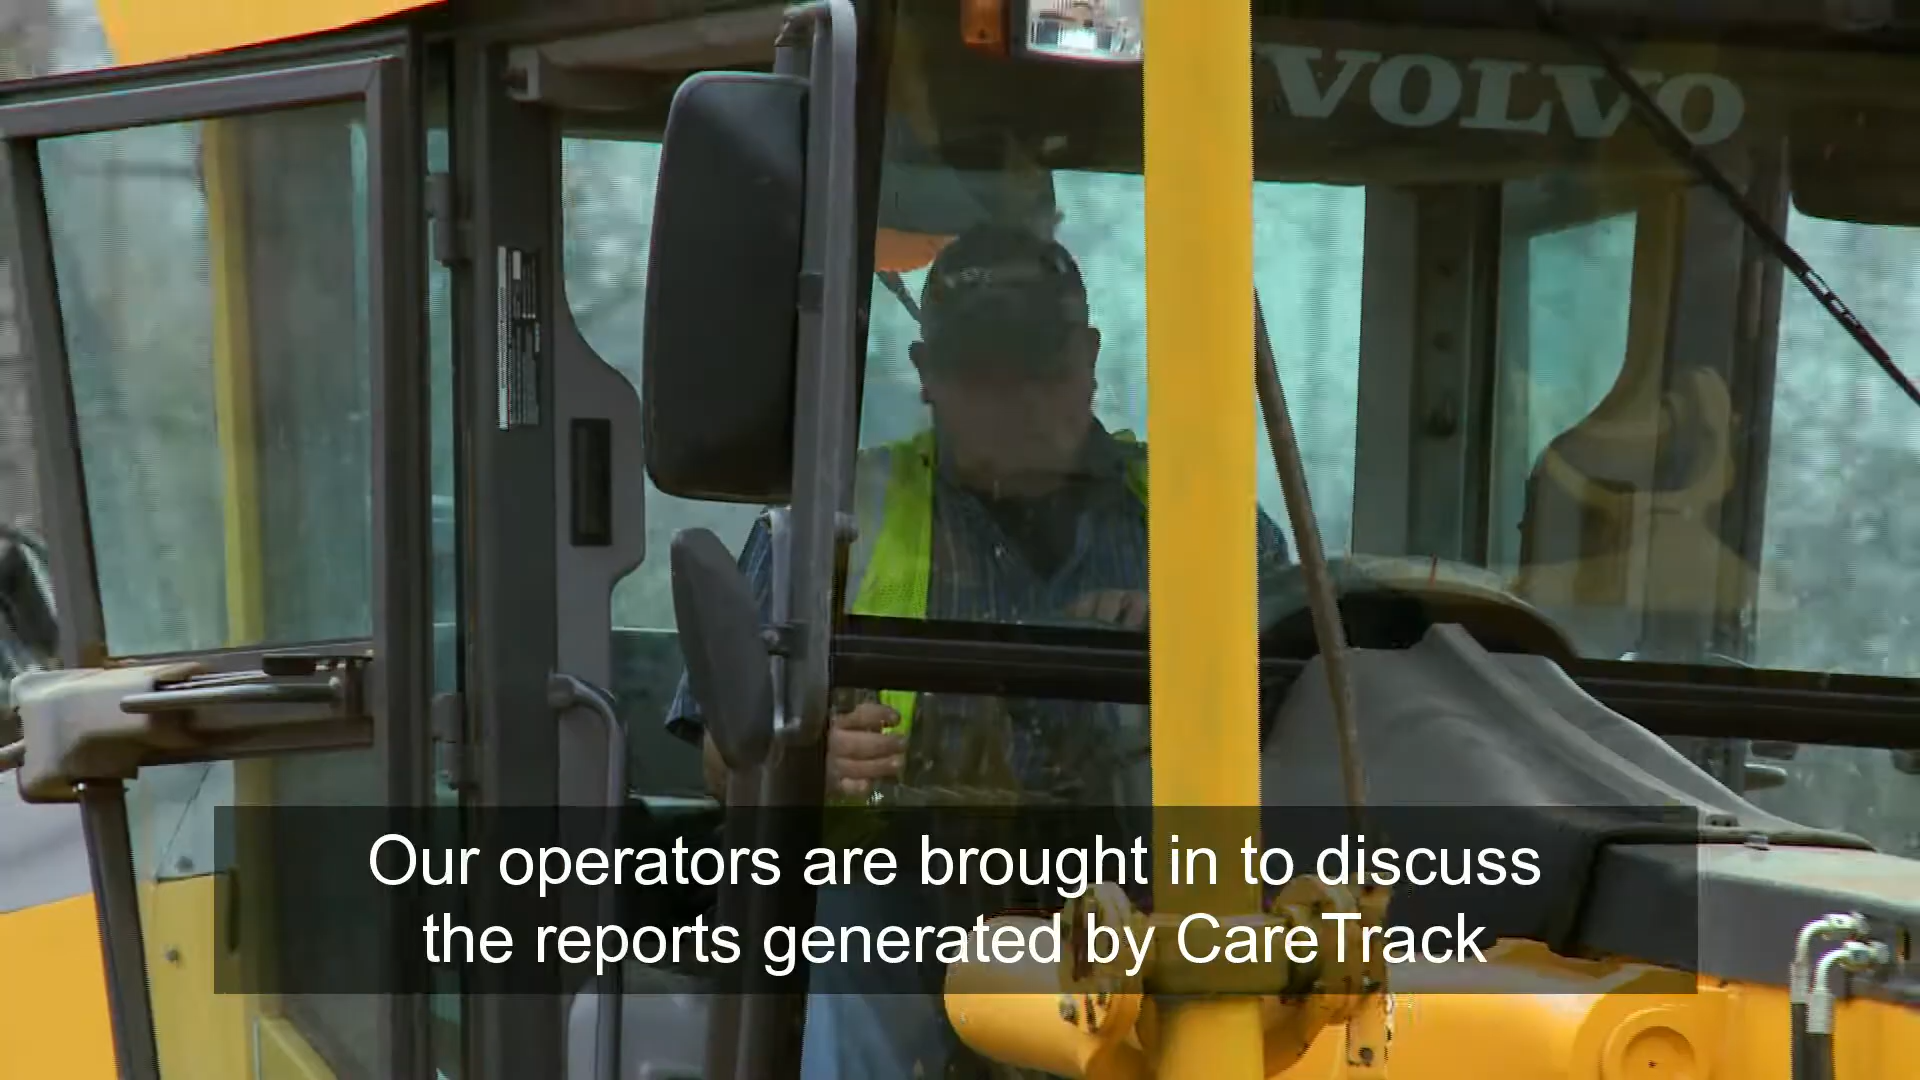 VOLVO
Our operators are brought in to discuss
the reports generated by CareTrack